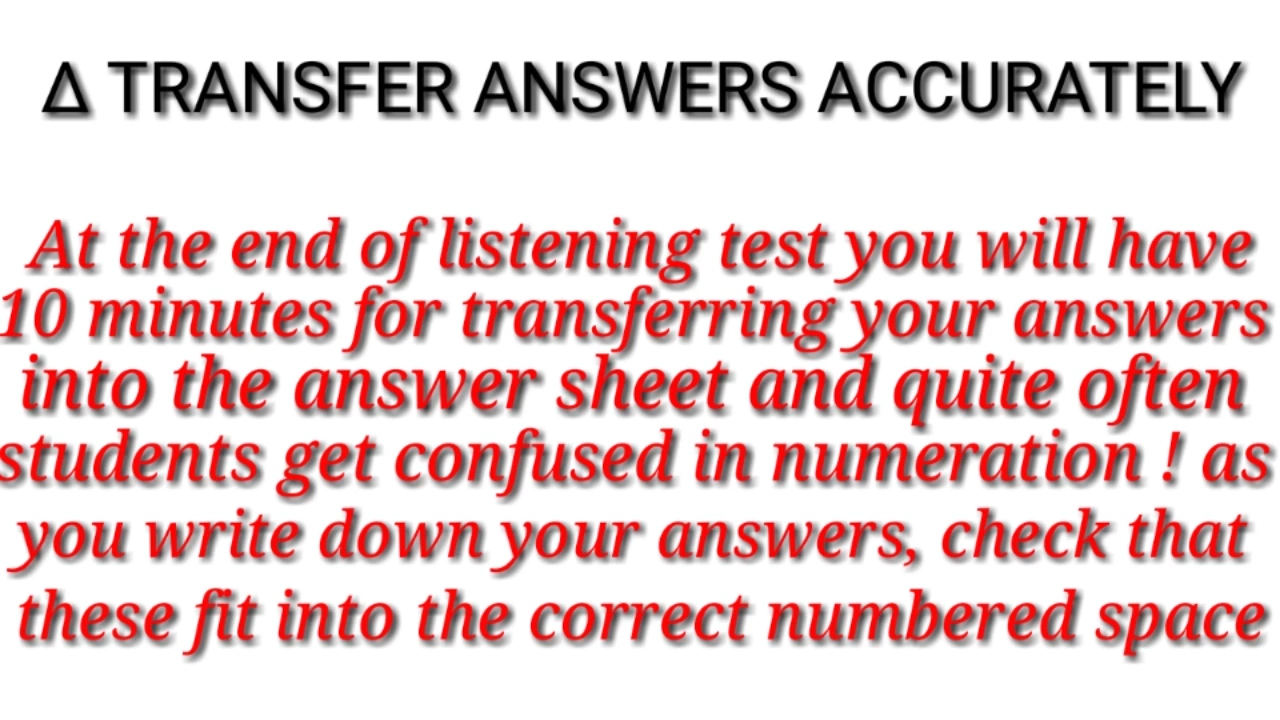 Δ TRANSFER ANSWERS ACCURATELY
At the end of listening test you will have
10 minutes for transferring your answers
into the answer sheet and quite often
students get confused in numeration ! as
you write down your answers, check that
these fit into the correct numbered space